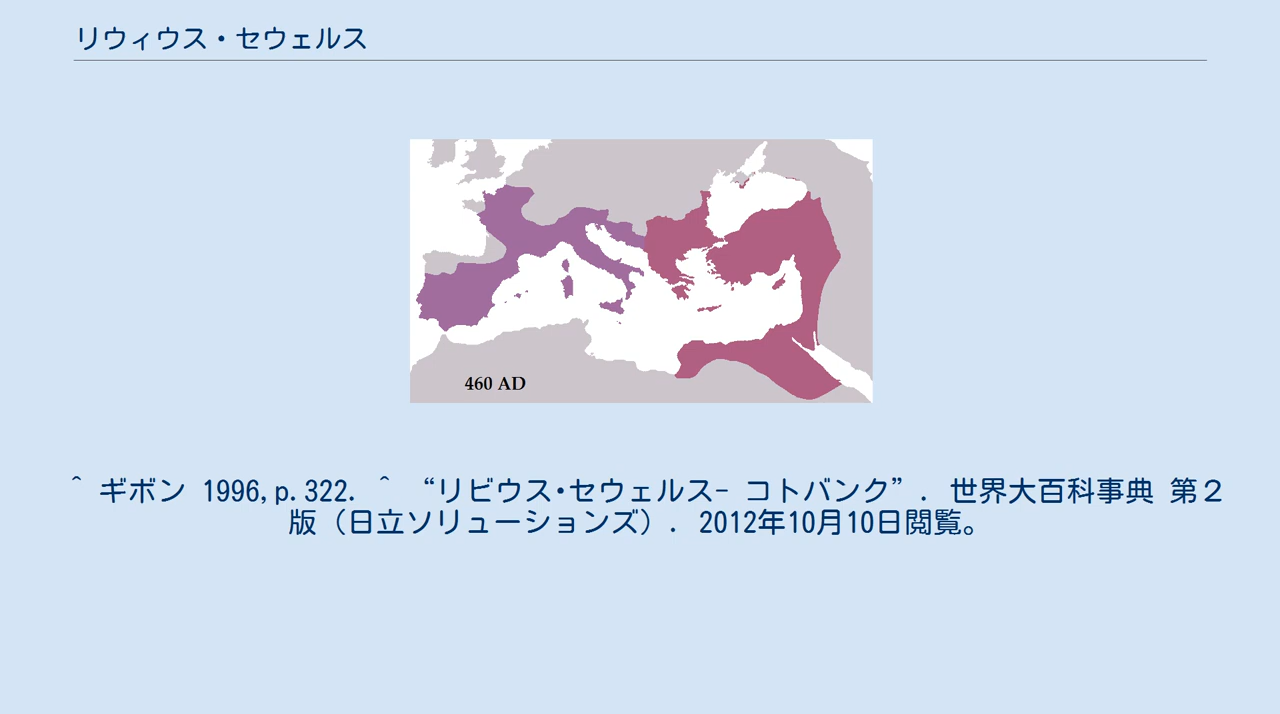 リウィウス・セウェルス
460 AD
^ ギボン 1996,p.322. ^ “リビウス･セウェルス- コトバンク”. 世界大百科事典 第２
版（日立ソリューションズ）. 2012年10月10日閲覧。